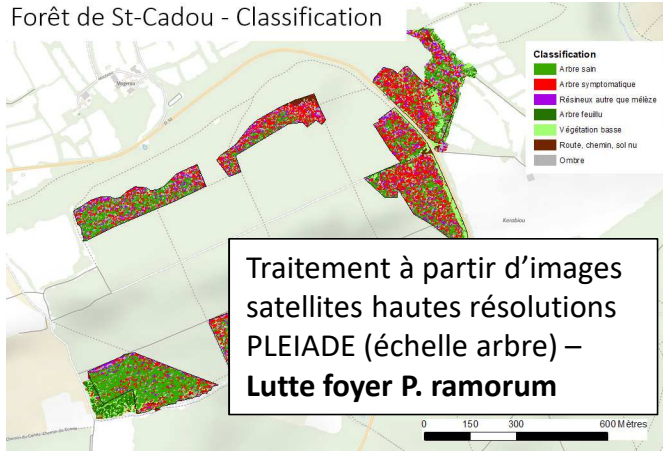 Forêt de St-Cadou - Classification
Classification
Arbre sain
Arbre symptomatique
Résineux autre que mélèze
Arbre feuillu
Végétation basse
Route, chemin, sol nu
Ombre
Kerabiou
Traitement à partir d’images
satellites hautes résolutions
PLEIADE (échelle arbre) –
Lutte foyer P. ramorum
0 150 300 600 Mètres